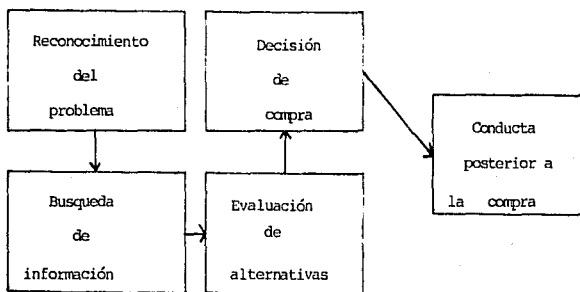 Reconocimiento
del
problema
Busqueda
de
información
Evaluación
de
alternativas
Decisión
de
compra
Conducta
posterior a
la compra